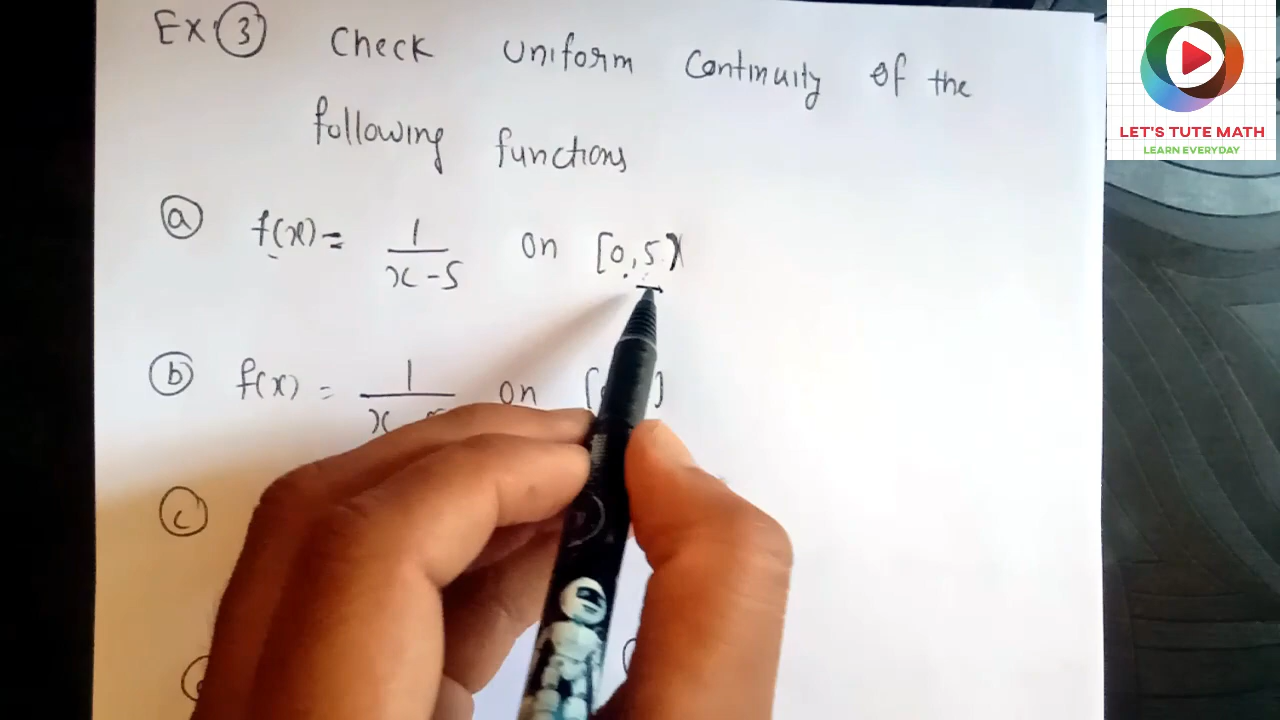 Ex. ③ Check uniform continuity of the
following functions
ⓐ f(x) = 1/(x-5) on [0, 5)
ⓑ f(x) = 1/ on
ⓒ
LET'S TUTE MATH
LEARN EVERYDAY